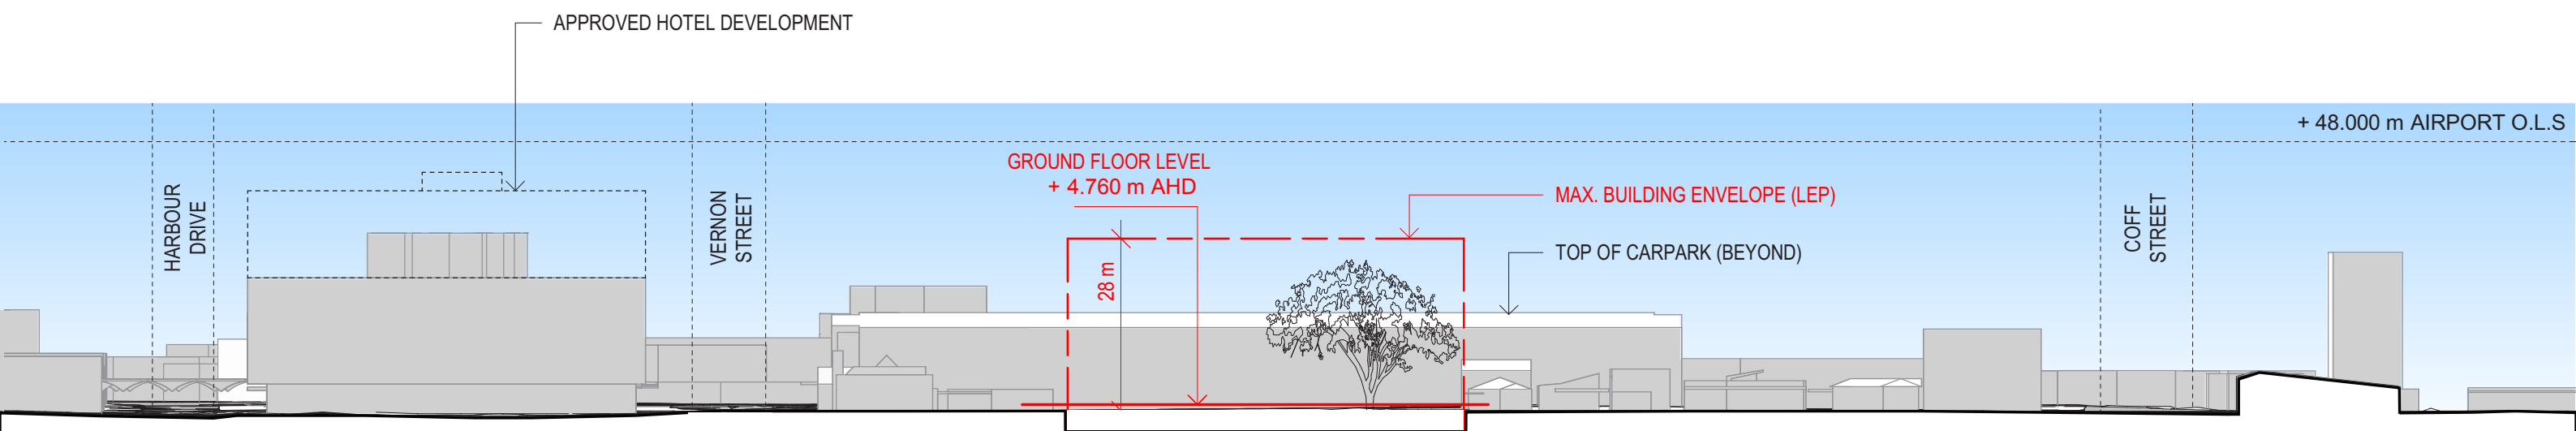 APPROVED HOTEL DEVELOPMENT
+ 48.000 m AIRPORT O.L.S
HARBOUR
DRIVE
VERNON
STREET
GROUND FLOOR LEVEL
+ 4.760 m AHD
28 m
MAX. BUILDING ENVELOPE (LEP)
TOP OF CARPARK (BEYOND)
COFF
STREET